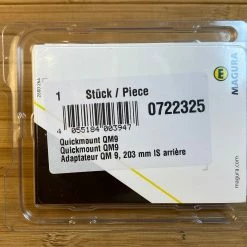 1 Stück / Piece
0722325
4 055184 003947
Quickmount QM9
Quickmount QM9
Adaptateur QM 9, 203 mm IS arrière
MAGURA
magura.com